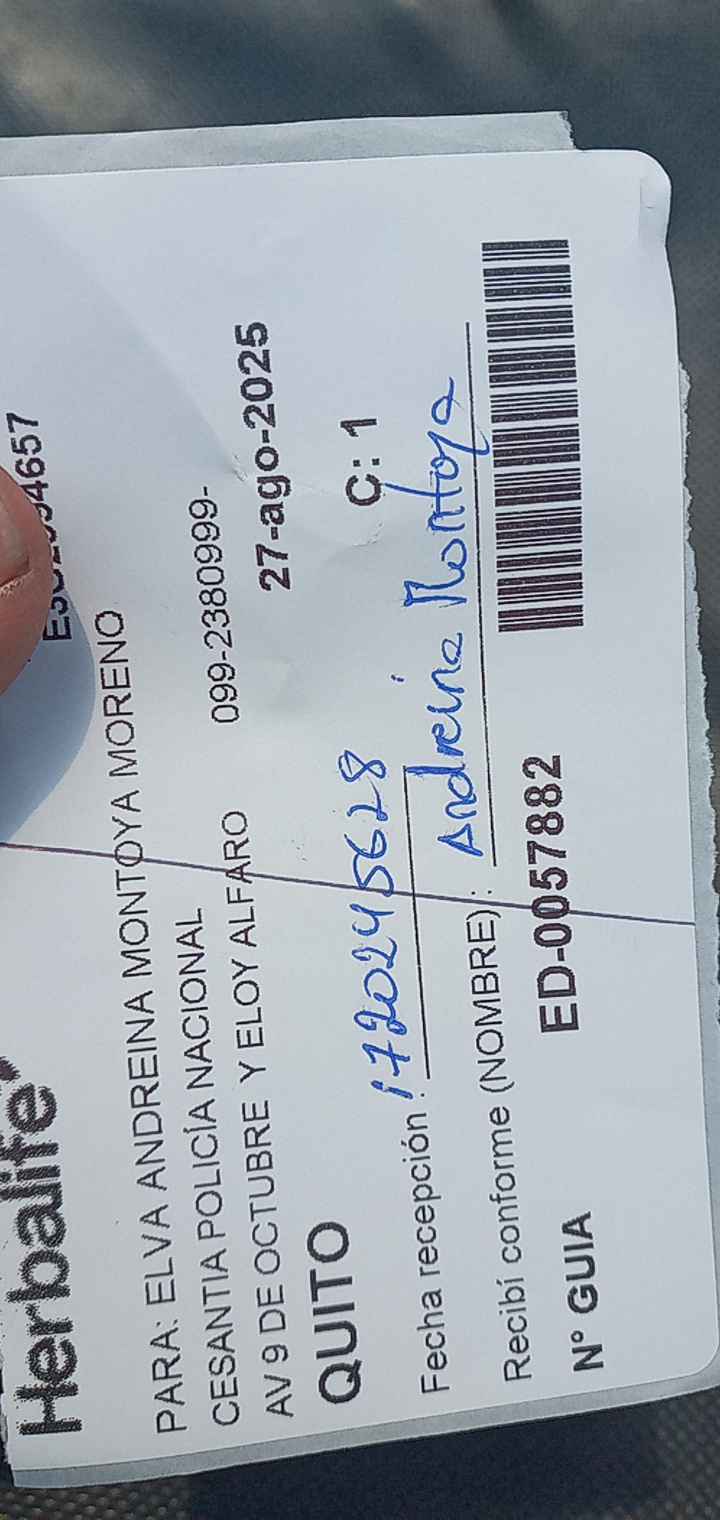 Herbalife
4657
PARA: ELVA ANDREINA MONTOYA MORENO
CESANTIA POLICÍA NACIONAL
AV 9 DE OCTUBRE Y ELOY ALFARO 099-2380999-
QUITO 27-ago-2025
C: 1
Fecha recepción: 1720245628
Recibí conforme (NOMBRE): Andreina Montoya
N° GUIA ED-0057882